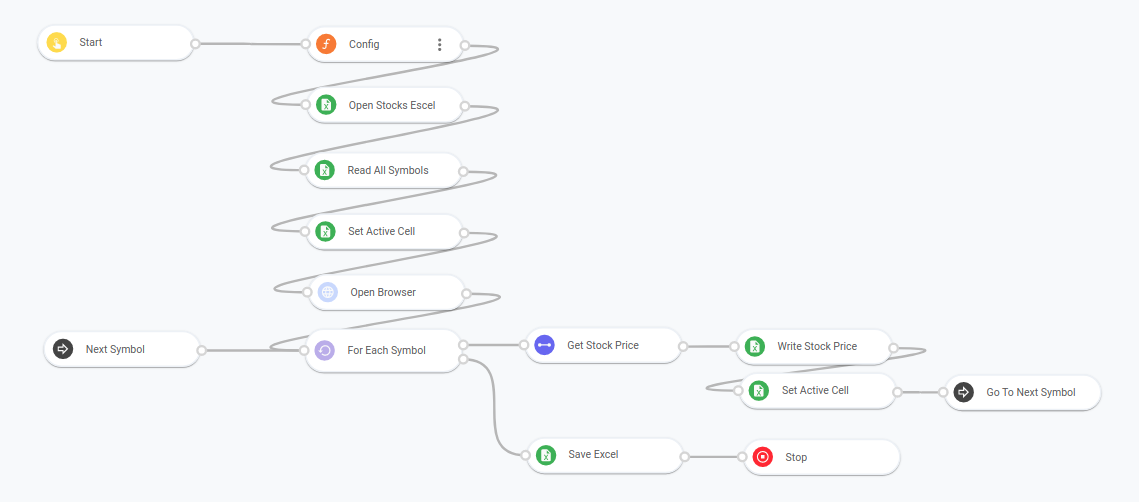 Start
Config
Open Stocks Escel
Read All Symbols
Set Active Cell
Open Browser
Next Symbol
For Each Symbol
Get Stock Price
Write Stock Price
Set Active Cell
Go To Next Symbol
Save Excel
Stop